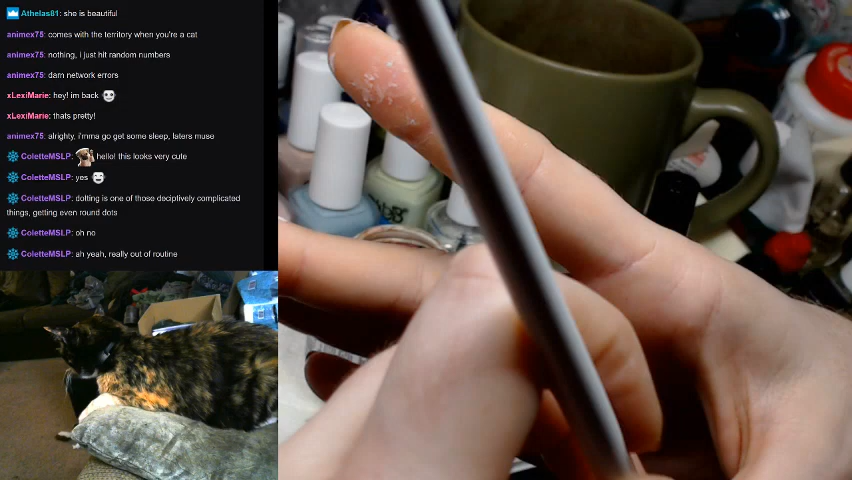 Athelas81: she is beautiful
animex75: comes with the territory when you're a cat
animex75: nothing, i just hit random numbers
animex75: darn network errors
xLexiMarie: hey! im back
xLexiMarie: thats pretty!
animex75: alrighty, i'mma go get some sleep, laters muse
ColetteMSLP: hello! this looks very cute
ColetteMSLP: yes
ColetteMSLP: dotting is one of those deciptively complicated
things, getting even round dots
ColetteMSLP: oh no
ColetteMSLP: ah yeah, really out of routine